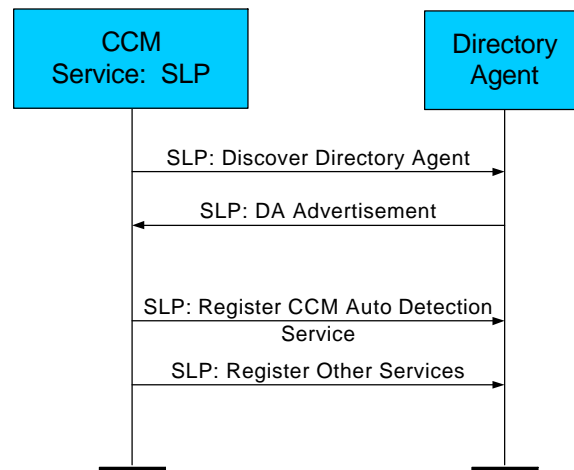 CCM
Service: SLP
Directory
Agent
SLP: Discover Directory Agent
SLP: DA Advertisement
SLP: Register CCM Auto Detection
Service
SLP: Register Other Services